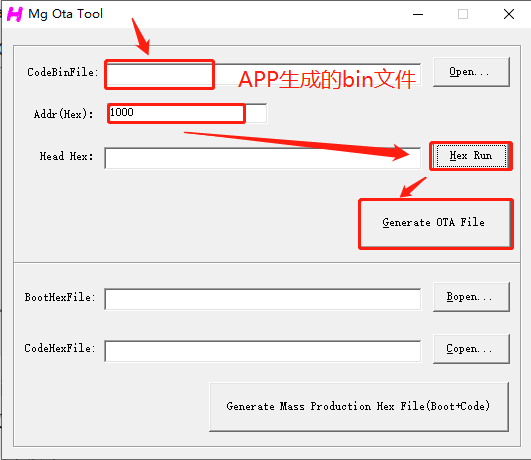 Mg Ota Tool
CodeBinFile:
APP生成的bin文件
Open...
Addr(Hex):
1000
Head Hex:
Hex Run
Generate OTA File
BootHexFile:
Bopen...
CodeHexFile:
Copen...
Generate Mass Production Hex File(Boot+Code)